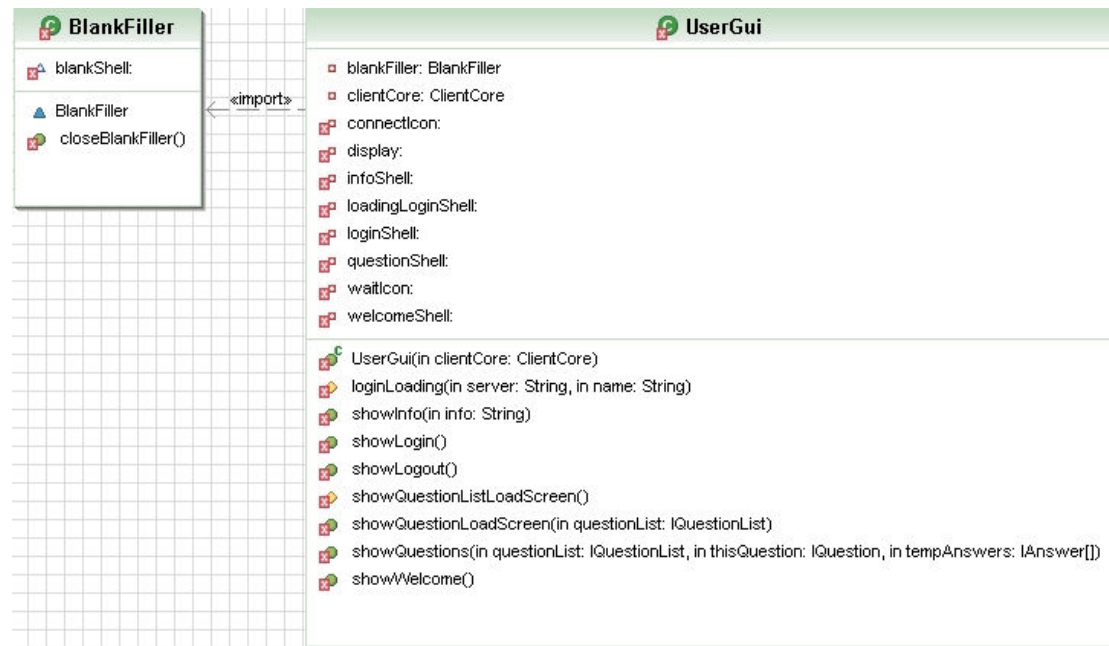 BlankFiller
blankShell:
BlankFiller
closeBlankFiller()
«import»
UserGui
blankFiller: BlankFiller
clientCore: ClientCore
connectIcon:
display:
infoShell:
loadingLoginShell:
loginShell:
questionShell:
waitIcon:
welcomeShell:
UserGui(in clientCore: ClientCore)
loginLoading(in server: String, in name: String)
showInfo(in info: String)
showLogin()
showLogout()
showQuestionListLoadScreen()
showQuestionLoadScreen(in questionList: IQuestionList)
showQuestions(in questionList: IQuestionList, in thisQuestion: IQuestion, in tempAnswers: IAnswer[])
showWelcome()